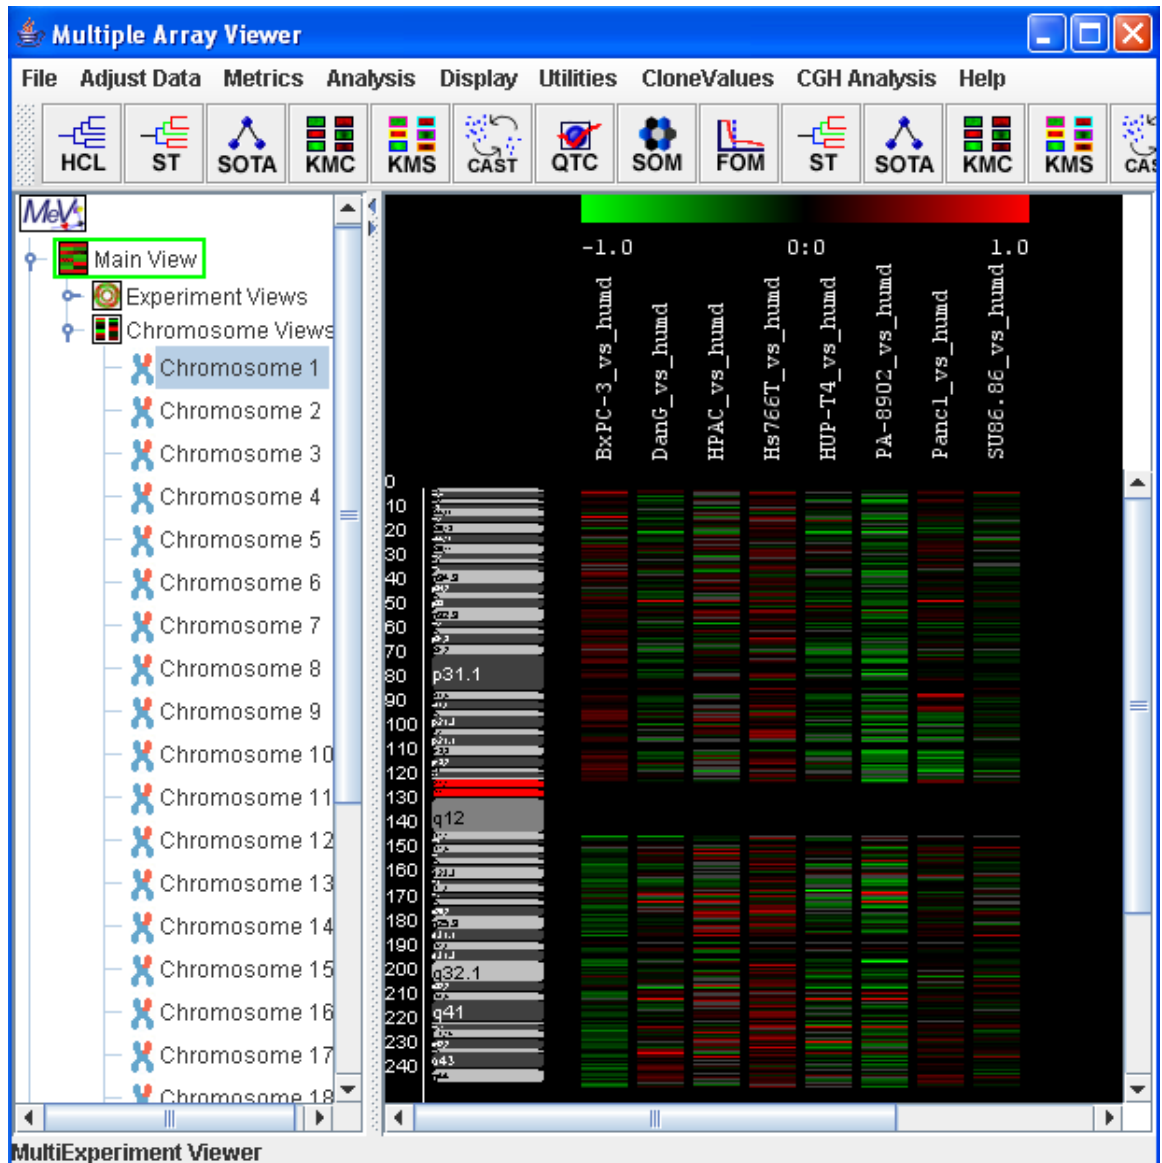 Multiple Array Viewer
File Adjust Data Metrics Analysis Display Utilities CloneValues CGH Analysis Help
HCL ST SOTA KMC KMS CAST QTC SOM FOM ST SOTA KMC KMS CAS
MeV
Main View
Experiment Views
Chromosome Views
Chromosome 1
Chromosome 2
Chromosome 3
Chromosome 4
Chromosome 5
Chromosome 6
Chromosome 7
Chromosome 8
Chromosome 9
Chromosome 10
Chromosome 11
Chromosome 12
Chromosome 13
Chromosome 14
Chromosome 15
Chromosome 16
Chromosome 17
Chromosome 18
-1.0 0:0 1.0
BxPC-3_vs_humd
DanG_vs_humd
HPAC_vs_humd
Hs766T_vs_humd
HUP-T4_vs_humd
PA-8902_vs_humd
Panc1_vs_humd
SU86.86_vs_humd
0
10
20
30
40
50
60
70
80 p31.1
90
100
110
120
130
140 q12
150
160
170
180
190
200 q32.1
210
220 q41
230
240
MultiExperiment Viewer